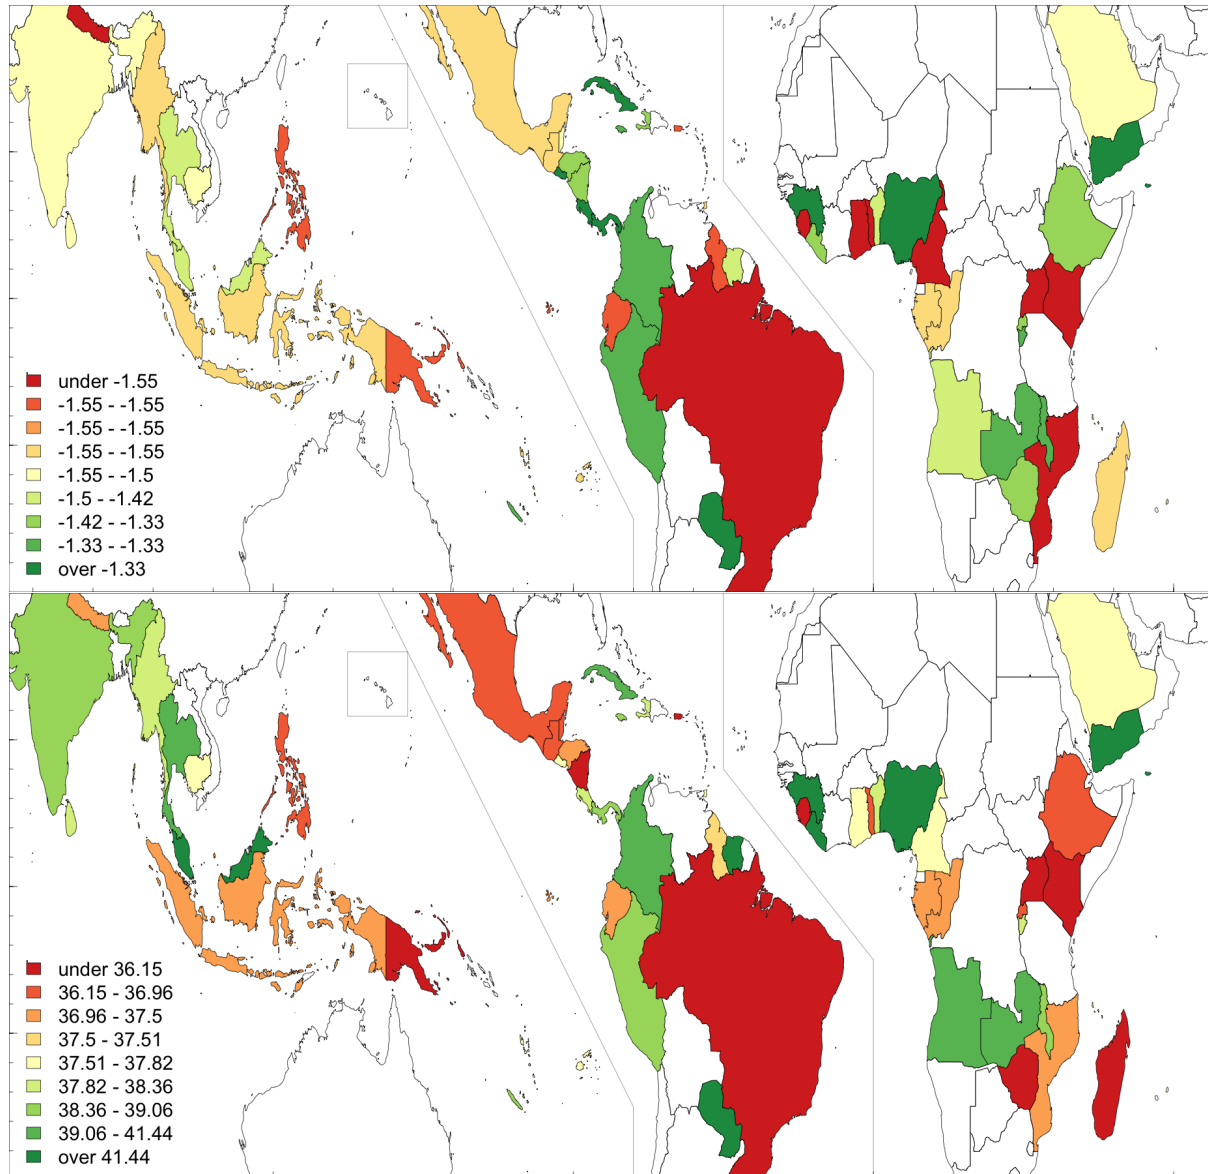 under -1.55
-1.55 - -1.55
-1.55 - -1.55
-1.55 - -1.55
-1.55 - -1.5
-1.5 - -1.42
-1.42 - -1.33
-1.33 - -1.33
over -1.33
under 36.15
36.15 - 36.96
36.96 - 37.5
37.5 - 37.51
37.51 - 37.82
37.82 - 38.36
38.36 - 39.06
39.06 - 41.44
over 41.44